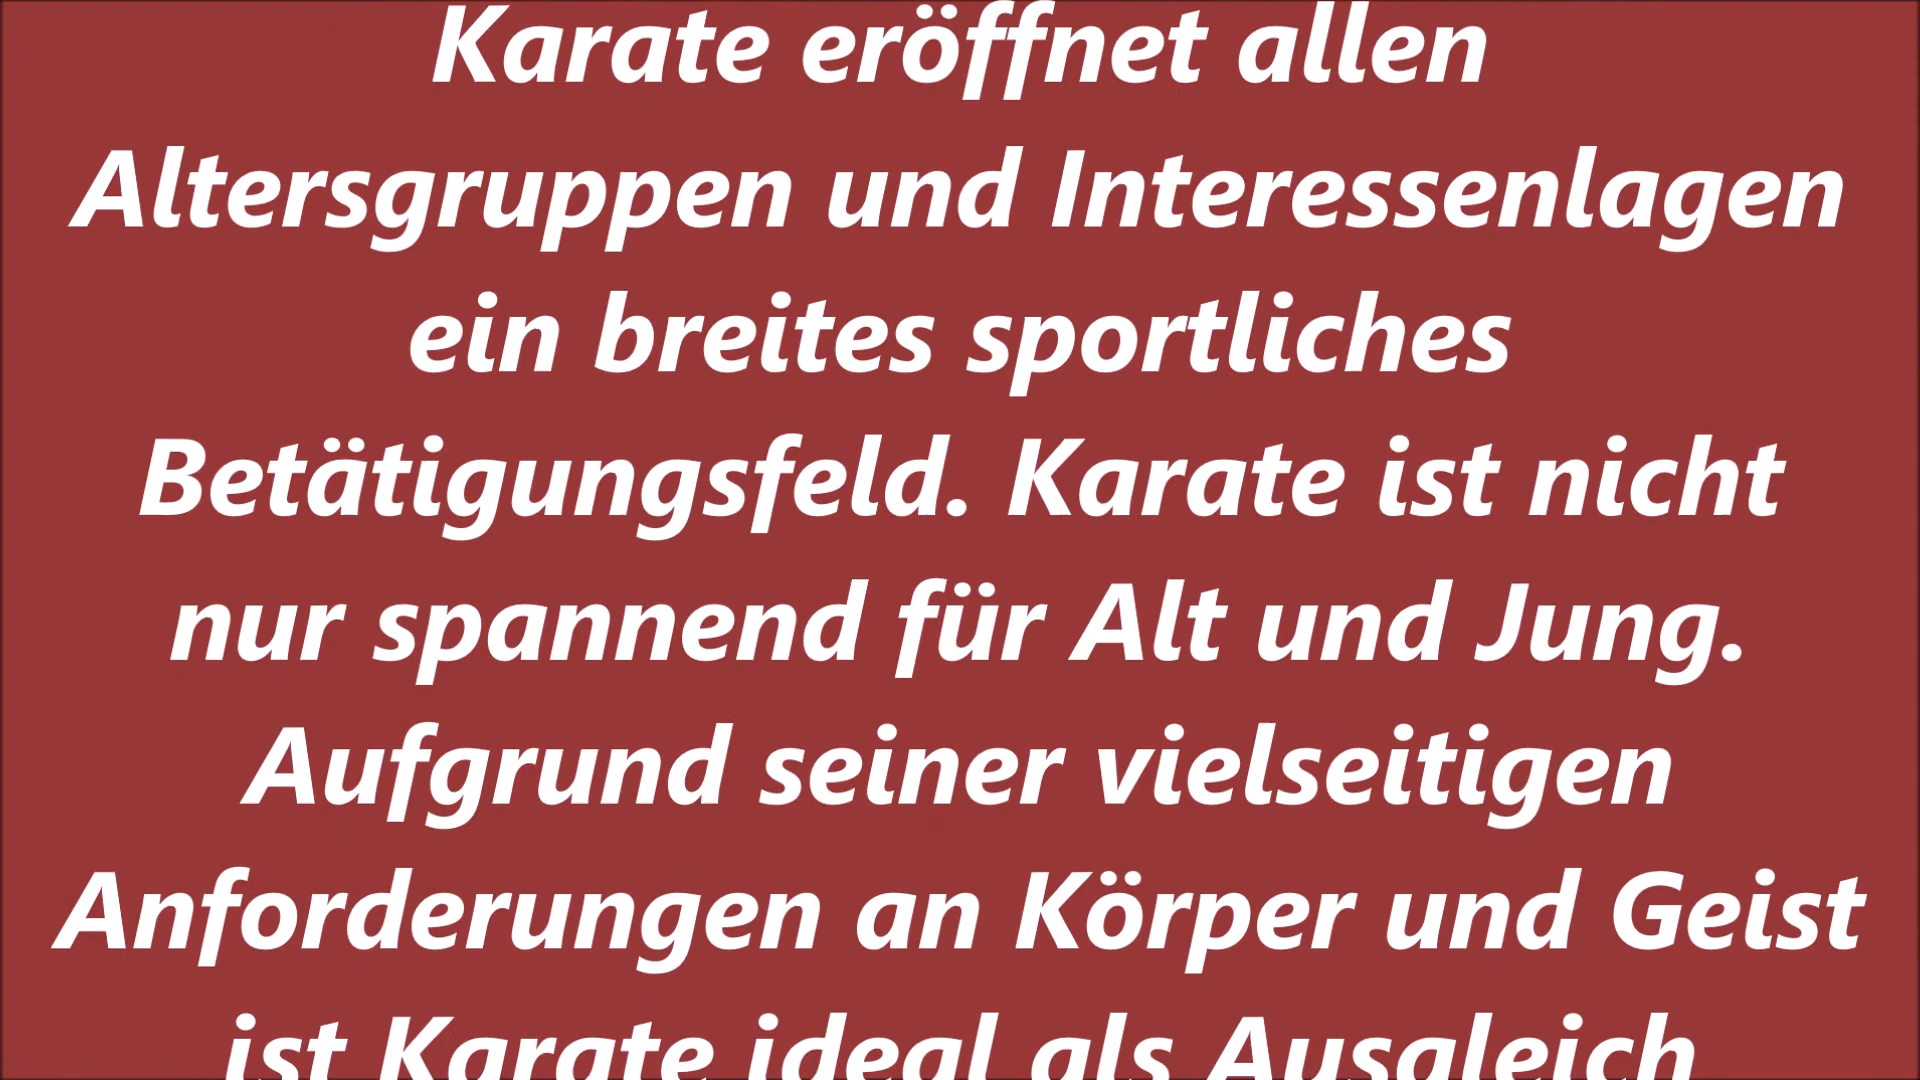 Karate eröffnet allen
Altersgruppen und Interessenlagen
ein breites sportliches
Betätigungsfeld. Karate ist nicht
nur spannend für Alt und Jung.
Aufgrund seiner vielseitigen
Anforderungen an Körper und Geist
ist Karate ideal als Ausgleich